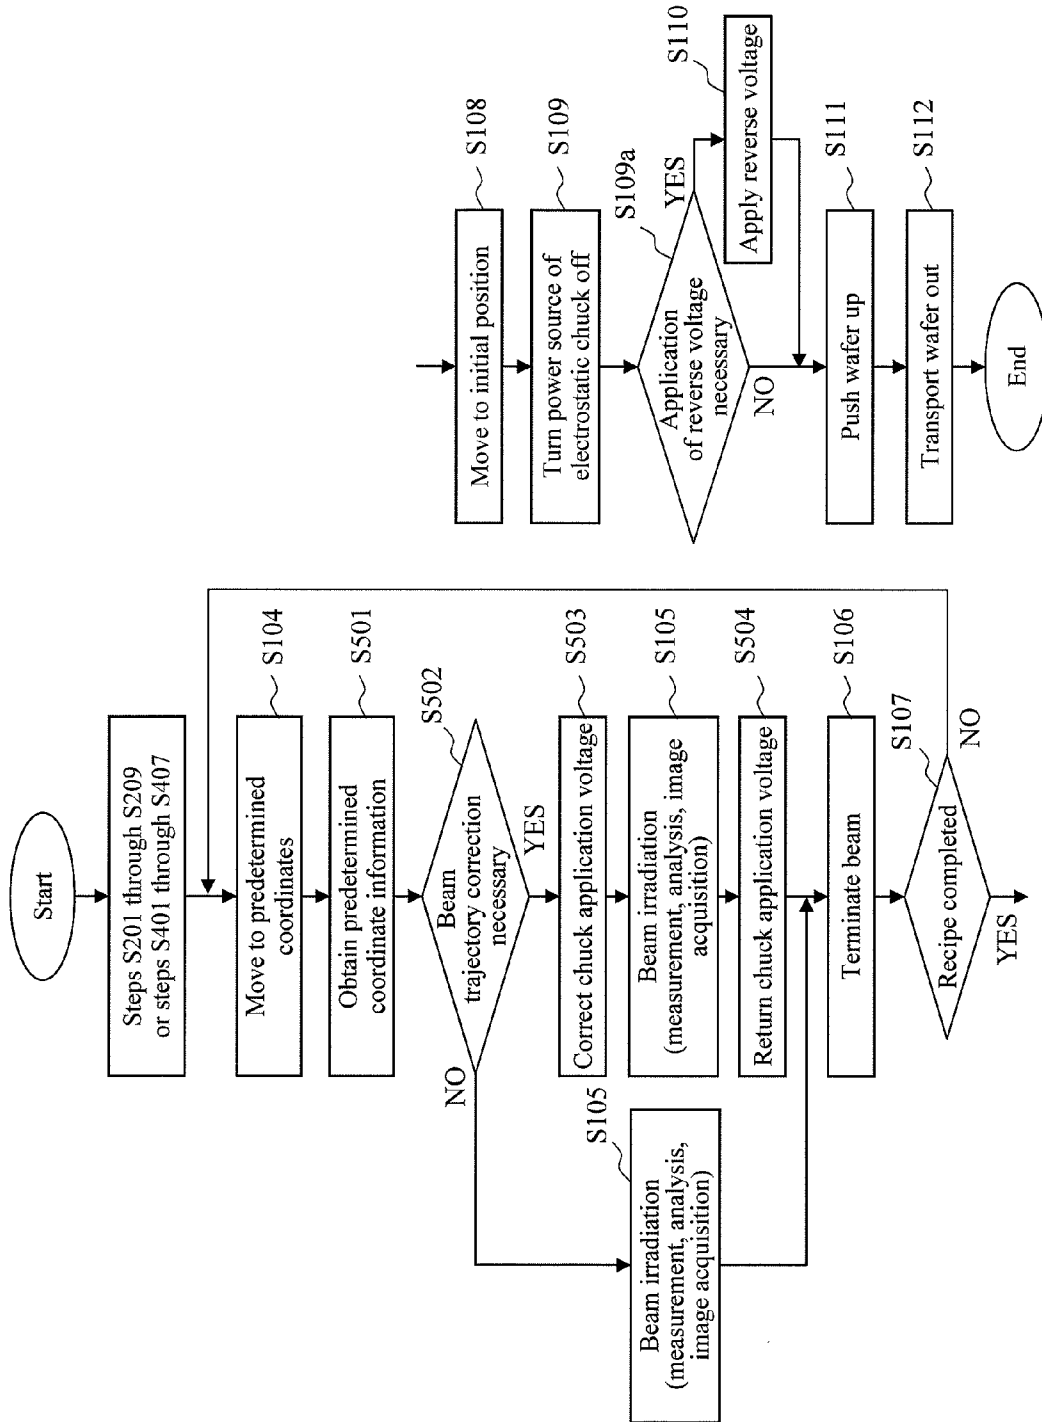 Start
Steps S201 through S209
or steps S401 through S407
Move to predetermined
coordinates
S104
Obtain predetermined
coordinate information
S501
Beam
trajectory correction
necessary
S502
NO
YES
Correct chuck application voltage
S503
Beam irradiation
(measurement, analysis, image
acquisition)
S105
Beam irradiation
(measurement, analysis,
image acquisition)
S105
Return chuck application voltage
S504
Terminate beam
S106
Recipe completed
S107
NO
YES
Move to initial position
S108
Turn power source of
electrostatic chuck off
S109
Application
of reverse voltage
necessary
S109a
YES
NO
Apply reverse voltage
S110
Push wafer up
S111
Transport wafer out
S112
End